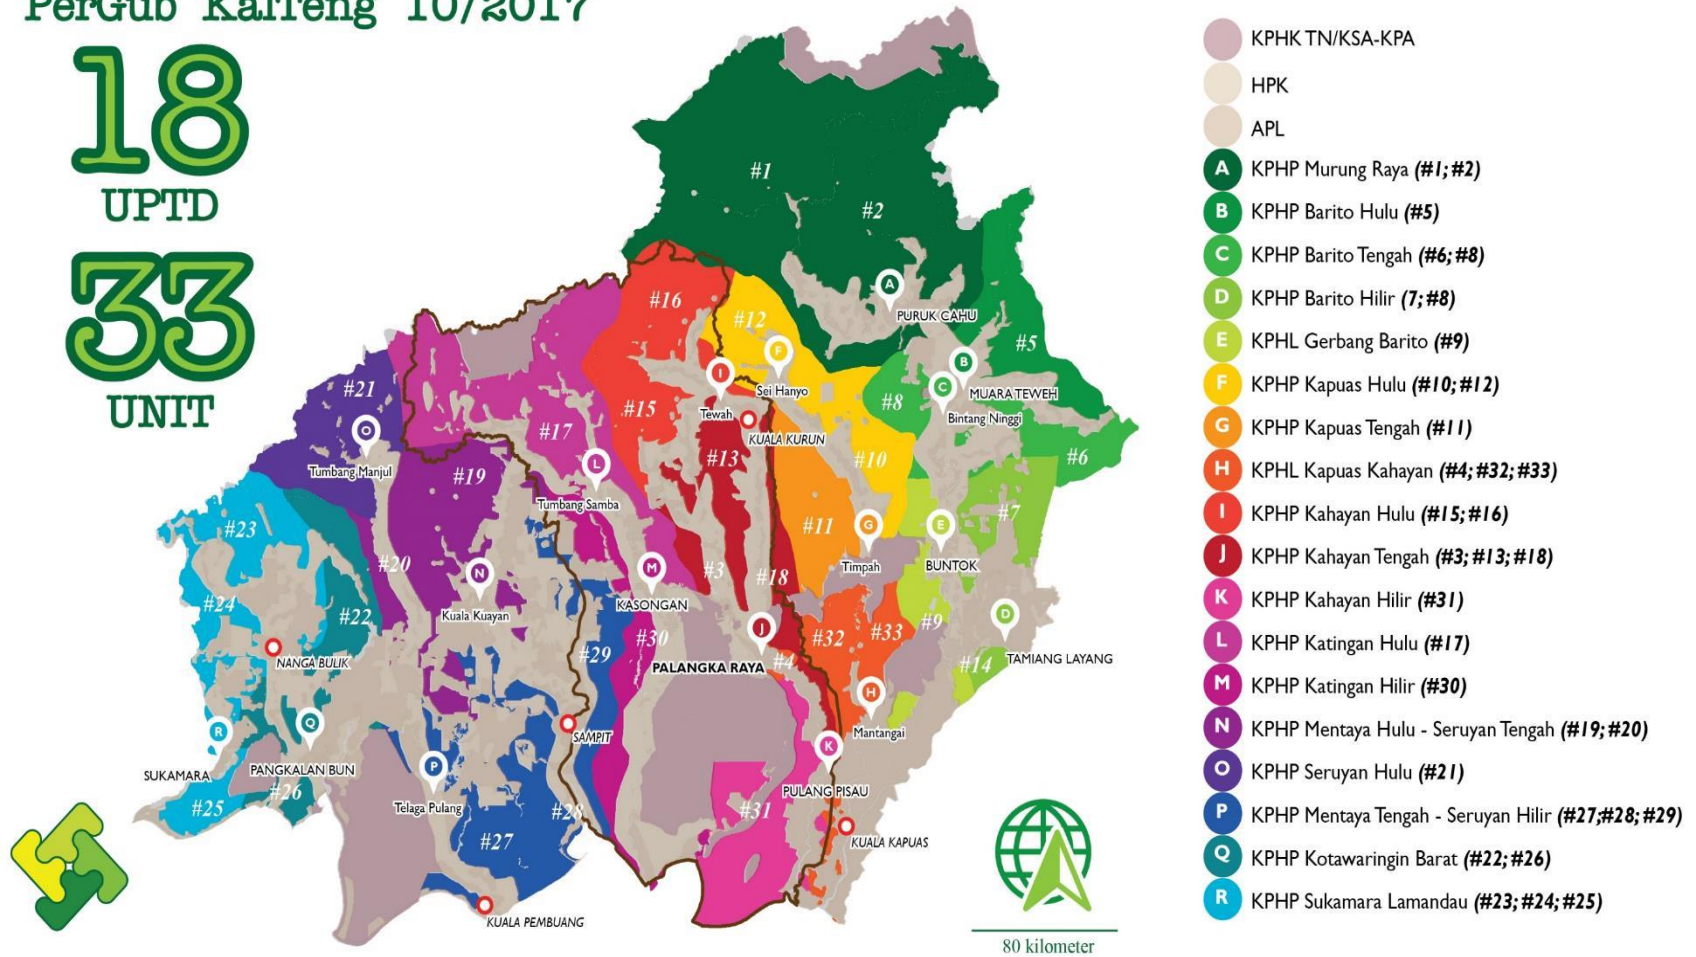 PerGub Kalteng 10/2017
18
UPTD
33
UNIT
#1
#2
#16
#12
A
PURUK CAHU
#5
F
Sei Hanyo
B
MUARA TEWEH
C
Bintang Ninggi
#8
#21
I
Tewah
KUALA KURUN
#15
O
Tumbang Manjul
#17
L
Tumbang Samba
#13
#10
#6
#19
#23
#11
G
Timpah
E
BUNTOK
#7
#20
N
Kuala Kuayan
M
KASONGAN
#3
#18
#24
#22
#9
D
TAMIANG LAYANG
J
#32
#33
#30
#29
PALANGKA RAYA
#4
#14
NANGA BULIK
H
Mantangai
R
SUKAMARA
Q
PANGKALAN BUN
SAMPIT
K
PULANG PISAU
P
Telaga Pulang
#25
#26
#28
#31
#27
KUALA KAPUAS
KUALA PEMBUANG
80 kilometer
KPHK TN/KSA-KPA
HPK
APL
A KPHP Murung Raya (#1; #2)
B KPHP Barito Hulu (#5)
C KPHP Barito Tengah (#6; #8)
D KPHP Barito Hilir (7; #8)
E KPHL Gerbang Barito (#9)
F KPHP Kapuas Hulu (#10; #12)
G KPHP Kapuas Tengah (#11)
H KPHL Kapuas Kahayan (#4; #32; #33)
I KPHP Kahayan Hulu (#15; #16)
J KPHP Kahayan Tengah (#3; #13; #18)
K KPHP Kahayan Hilir (#31)
L KPHP Katingan Hulu (#17)
M KPHP Katingan Hilir (#30)
N KPHP Mentaya Hulu - Seruyan Tengah (#19; #20)
O KPHP Seruyan Hulu (#21)
P KPHP Mentaya Tengah - Seruyan Hilir (#27;#28; #29)
Q KPHP Kotawaringin Barat (#22; #26)
R KPHP Sukamara Lamandau (#23; #24; #25)